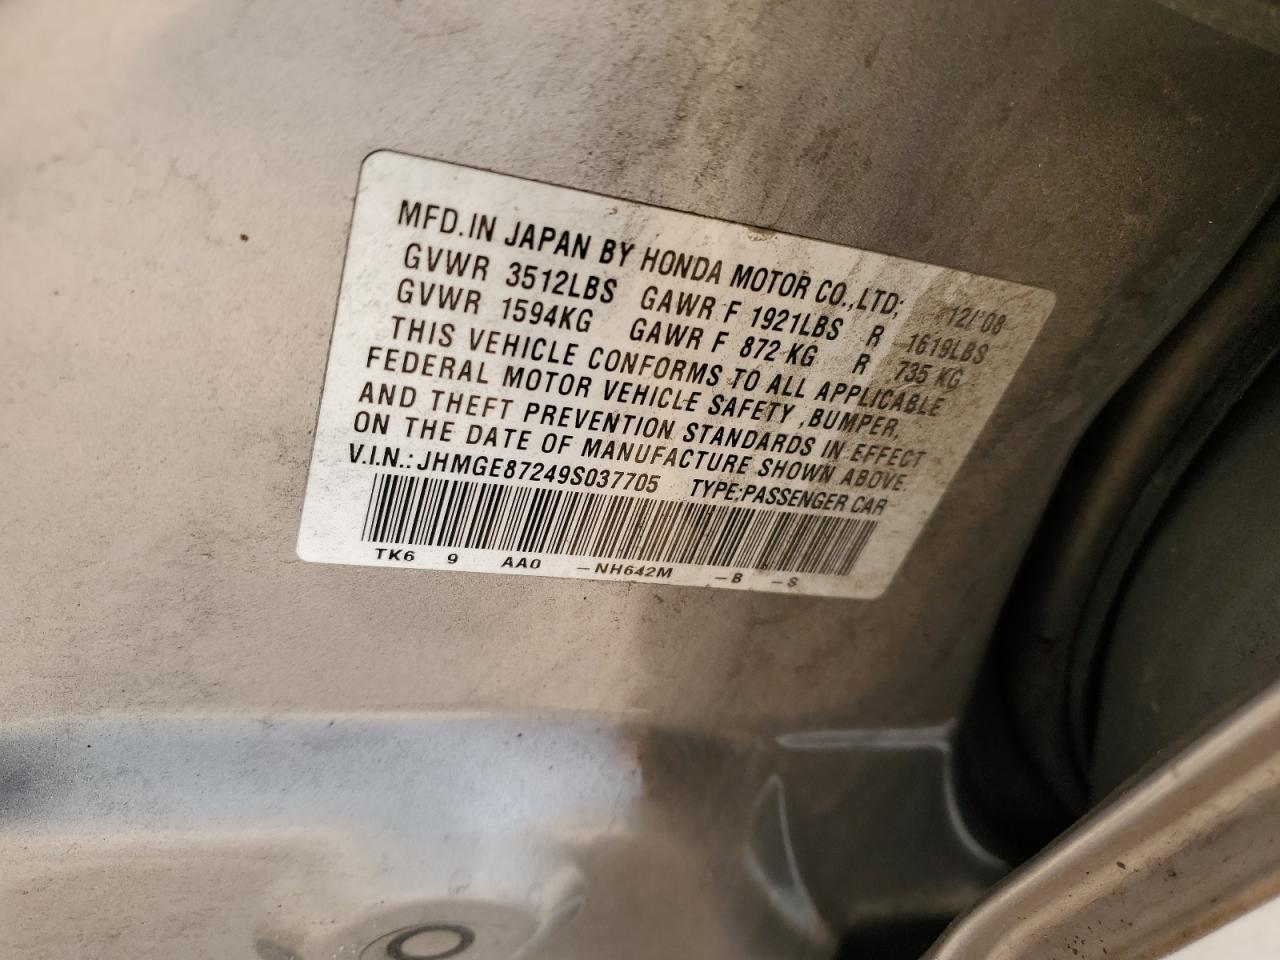 MFD.IN JAPAN BY HONDA MOTOR CO.,LTD; 12/'08
GVWR 3512LBS GAWR F 1921LBS R 1619LBS
GVWR 1594KG GAWR F 872 KG R 735 KG
THIS VEHICLE CONFORMS TO ALL APPLICABLE
FEDERAL MOTOR VEHICLE SAFETY ,BUMPER,
AND THEFT PREVENTION STANDARDS IN EFFECT
ON THE DATE OF MANUFACTURE SHOWN ABOVE.
V.I.N.: JHMGE87249S037705 TYPE:PASSENGER CAR
TK6 9 AA0 -NH642M -B -S